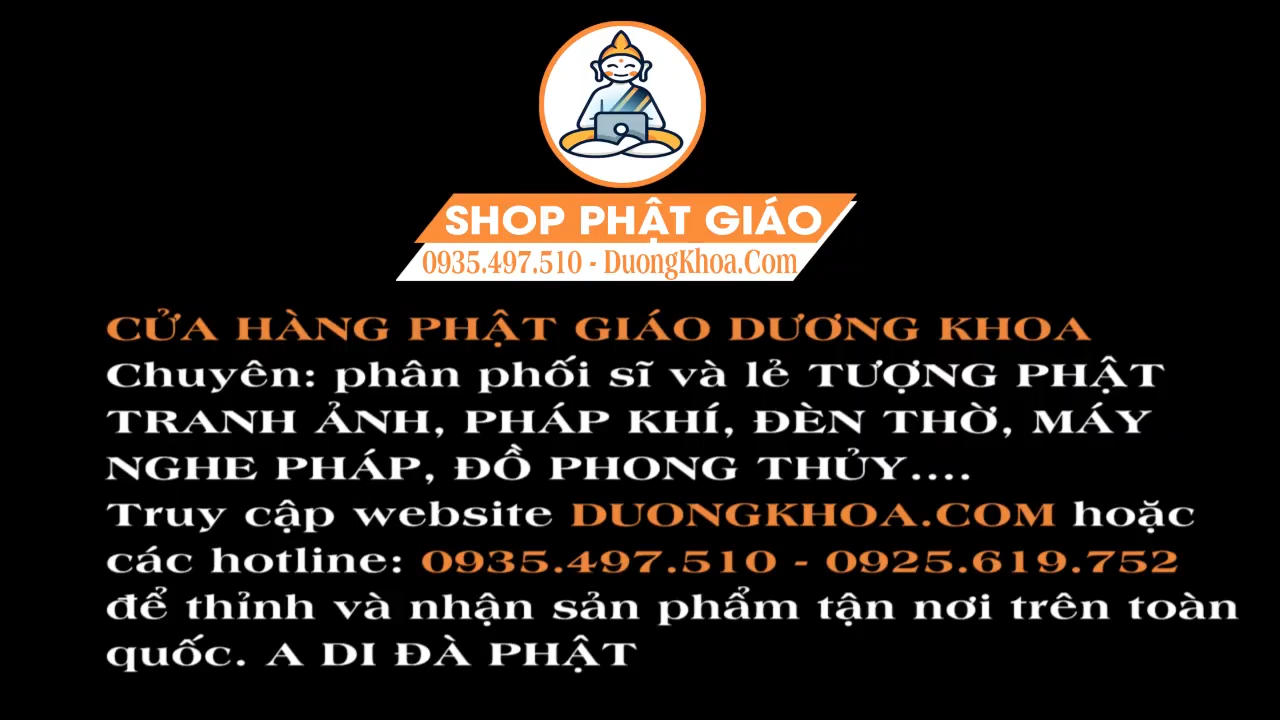 SHOP PHẬT GIÁO
0935.497.510 - DuongKhoa.Com
CỬA HÀNG PHẬT GIÁO DƯƠNG KHOA
Chuyên: phân phối sĩ và lẻ TƯỢNG PHẬT
TRANH ẢNH, PHÁP KHÍ, ĐÈN THỜ, MÁY
NGHE PHÁP, ĐỒ PHONG THỦY....
Truy cập website DUONGKHOA.COM hoặc
các hotline: 0935.497.510 - 0925.619.752
để thỉnh và nhận sản phẩm tận nơi trên toàn
quốc. A DI ĐÀ PHẬT